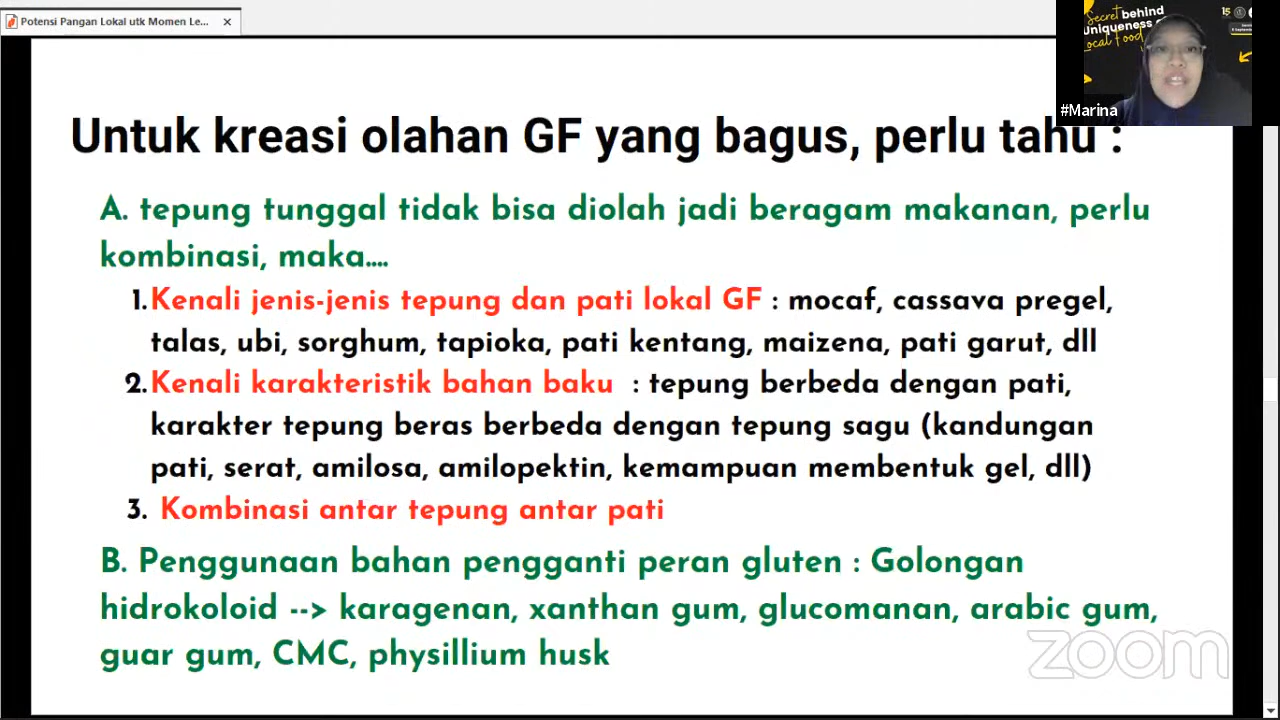 Potensi Pangan Lokal utk Momen Le...
Secret behind
uniqueness
Local Food
15
#Marina
Untuk kreasi olahan GF yang bagus, perlu tahu :
A. tepung tunggal tidak bisa diolah jadi beragam makanan, perlu
kombinasi, maka....
1.Kenali jenis-jenis tepung dan pati lokal GF : mocaf, cassava pregel,
talas, ubi, sorghum, tapioka, pati kentang, maizena, pati garut, dll
2.Kenali karakteristik bahan baku : tepung berbeda dengan pati,
karakter tepung beras berbeda dengan tepung sagu (kandungan
pati, serat, amilosa, amilopektin, kemampuan membentuk gel, dll)
3. Kombinasi antar tepung antar pati
B. Penggunaan bahan pengganti peran gluten : Golongan
hidrokoloid --> karagenan, xanthan gum, glucomanan, arabic gum,
guar gum, CMC, physillium husk
zoom